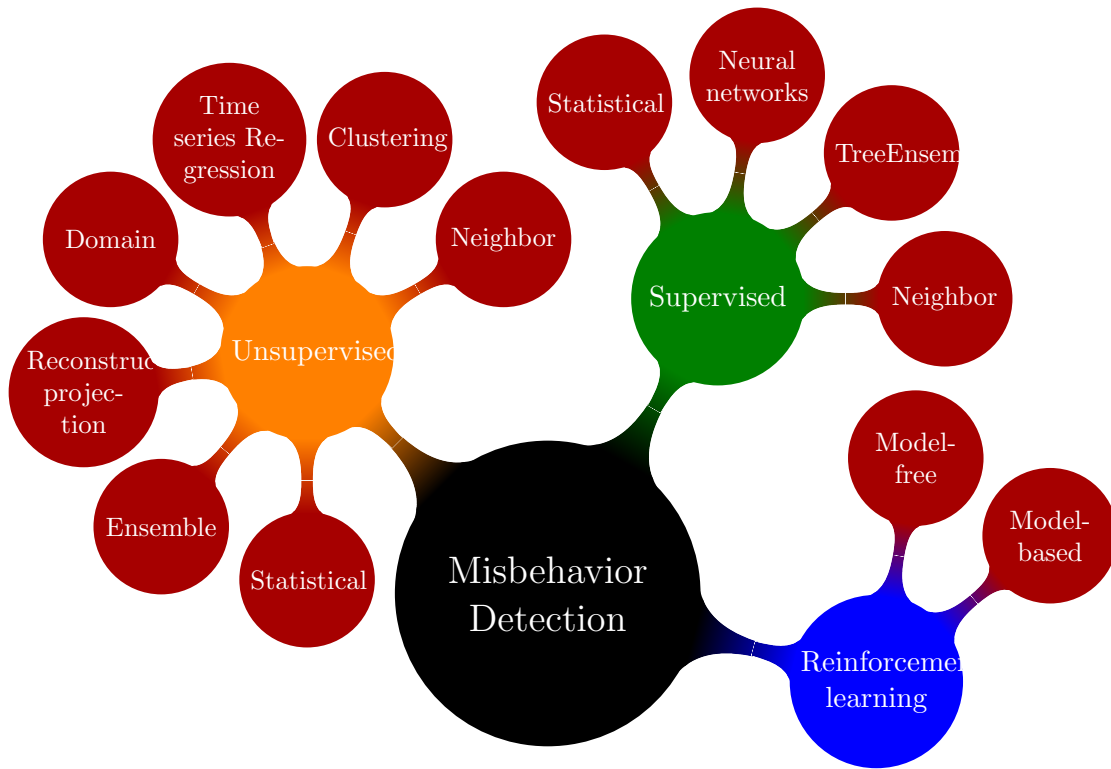 Neural
networks
Statistical
Time
series Re-
gression
Clustering
TreeEnsem
Domain
Neighbor
Supervised
Neighbor
Unsupervised
Reconstruc
projec-
tion
Model-
free
Model-
based
Ensemble
Statistical
Misbehavior
Detection
Reinforcemen
learning